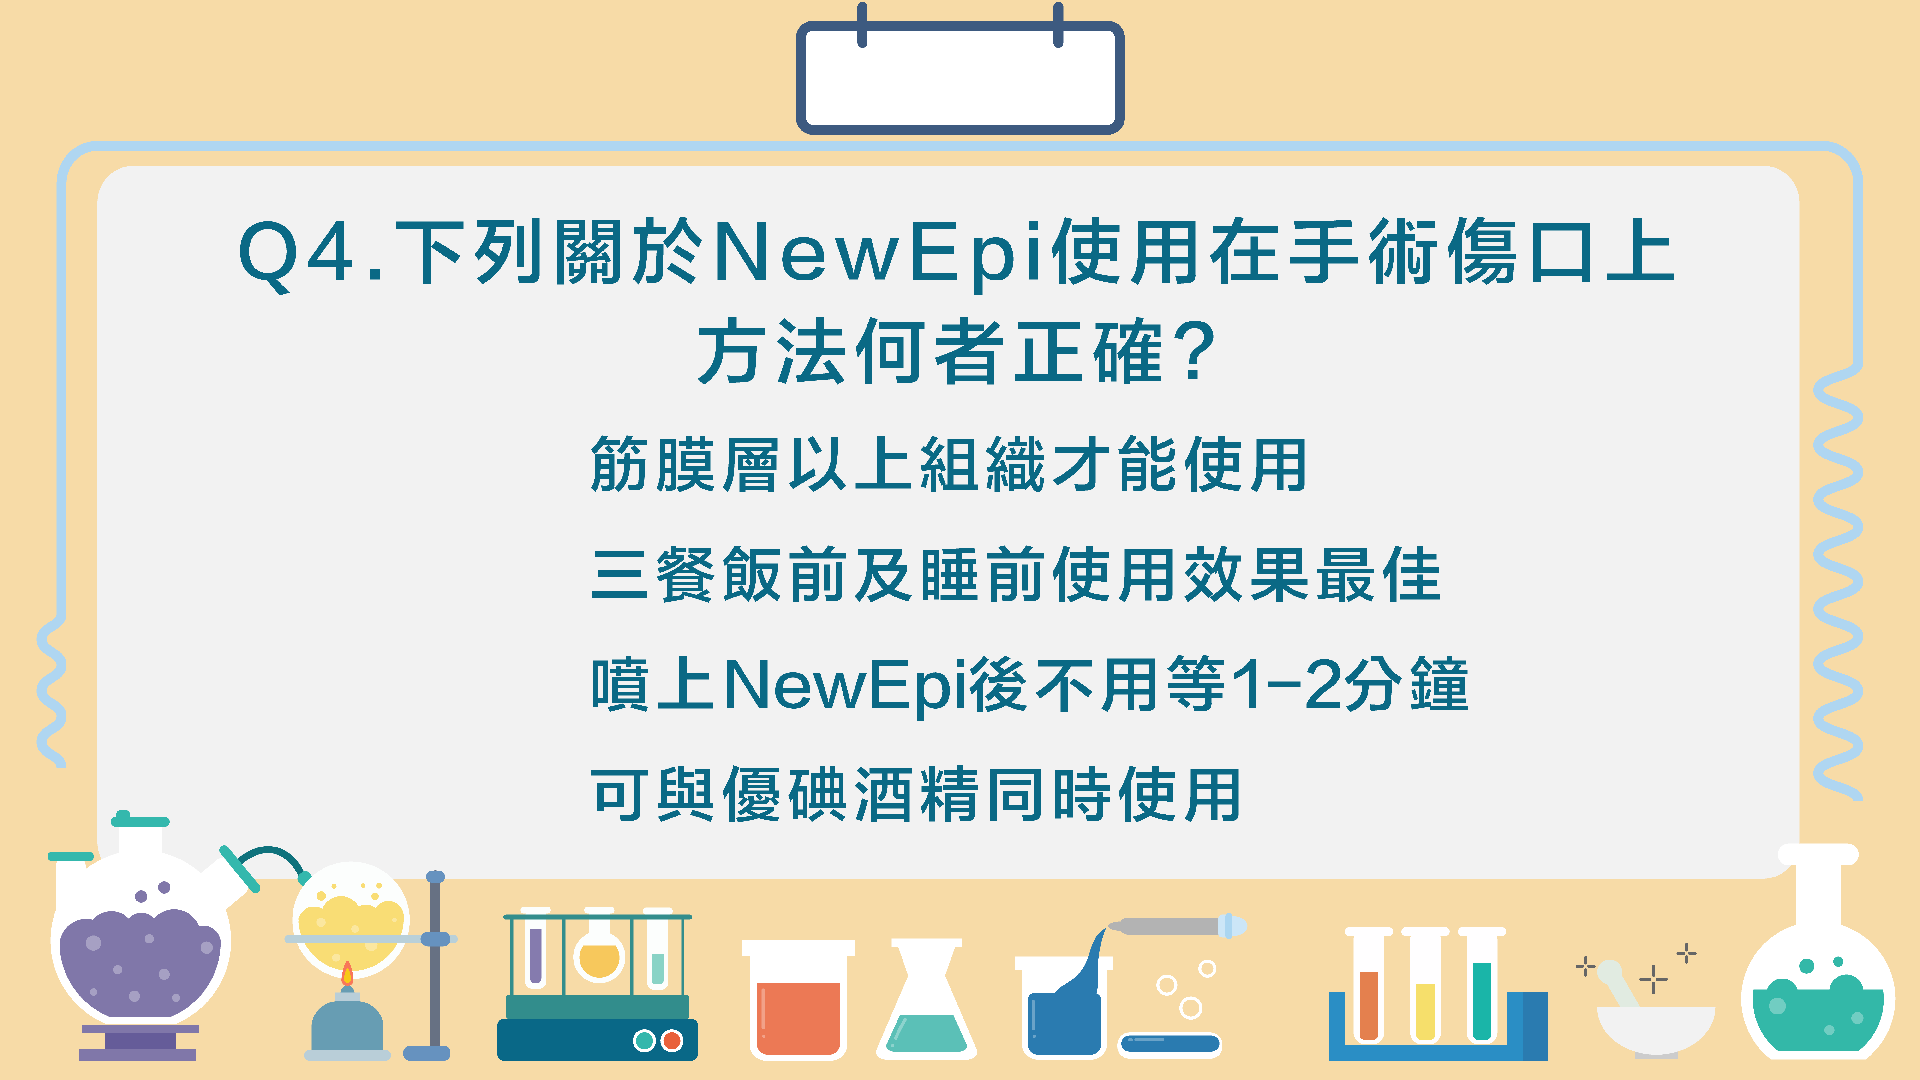 Q4.下列關於NewEpi使用在手術傷口上
方法何者正確?
筋膜層以上組織才能使用
三餐飯前及睡前使用效果最佳
噴上NewEpi後不用等1-2分鐘
可與優碘酒精同時使用